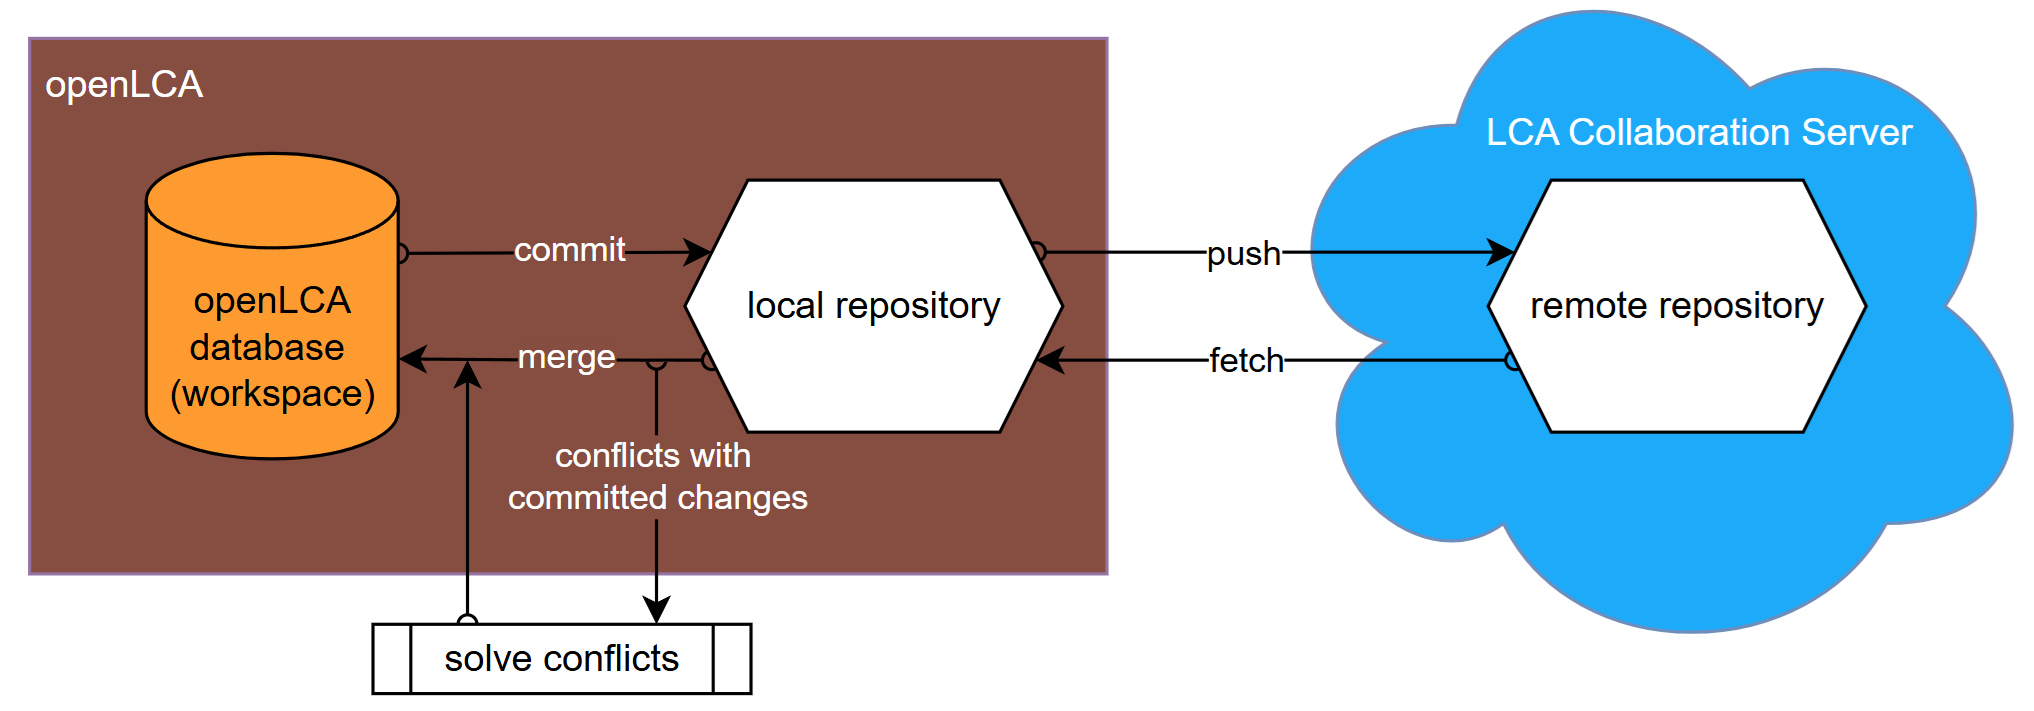 openLCA
LCA Collaboration Server
commit
push
openLCA
database
(workspace)
local repository
remote repository
merge
fetch
conflicts with
committed changes
solve conflicts